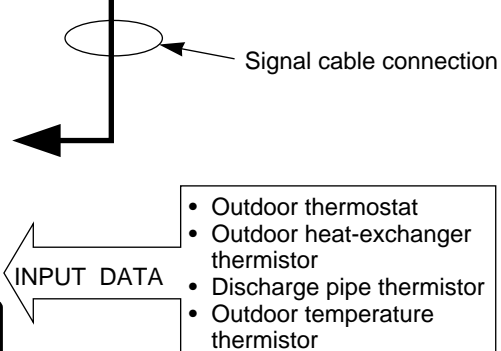 Signal cable connection
INPUT DATA
• Outdoor thermostat
• Outdoor heat-exchanger
thermistor
• Discharge pipe thermistor
• Outdoor temperature
thermistor